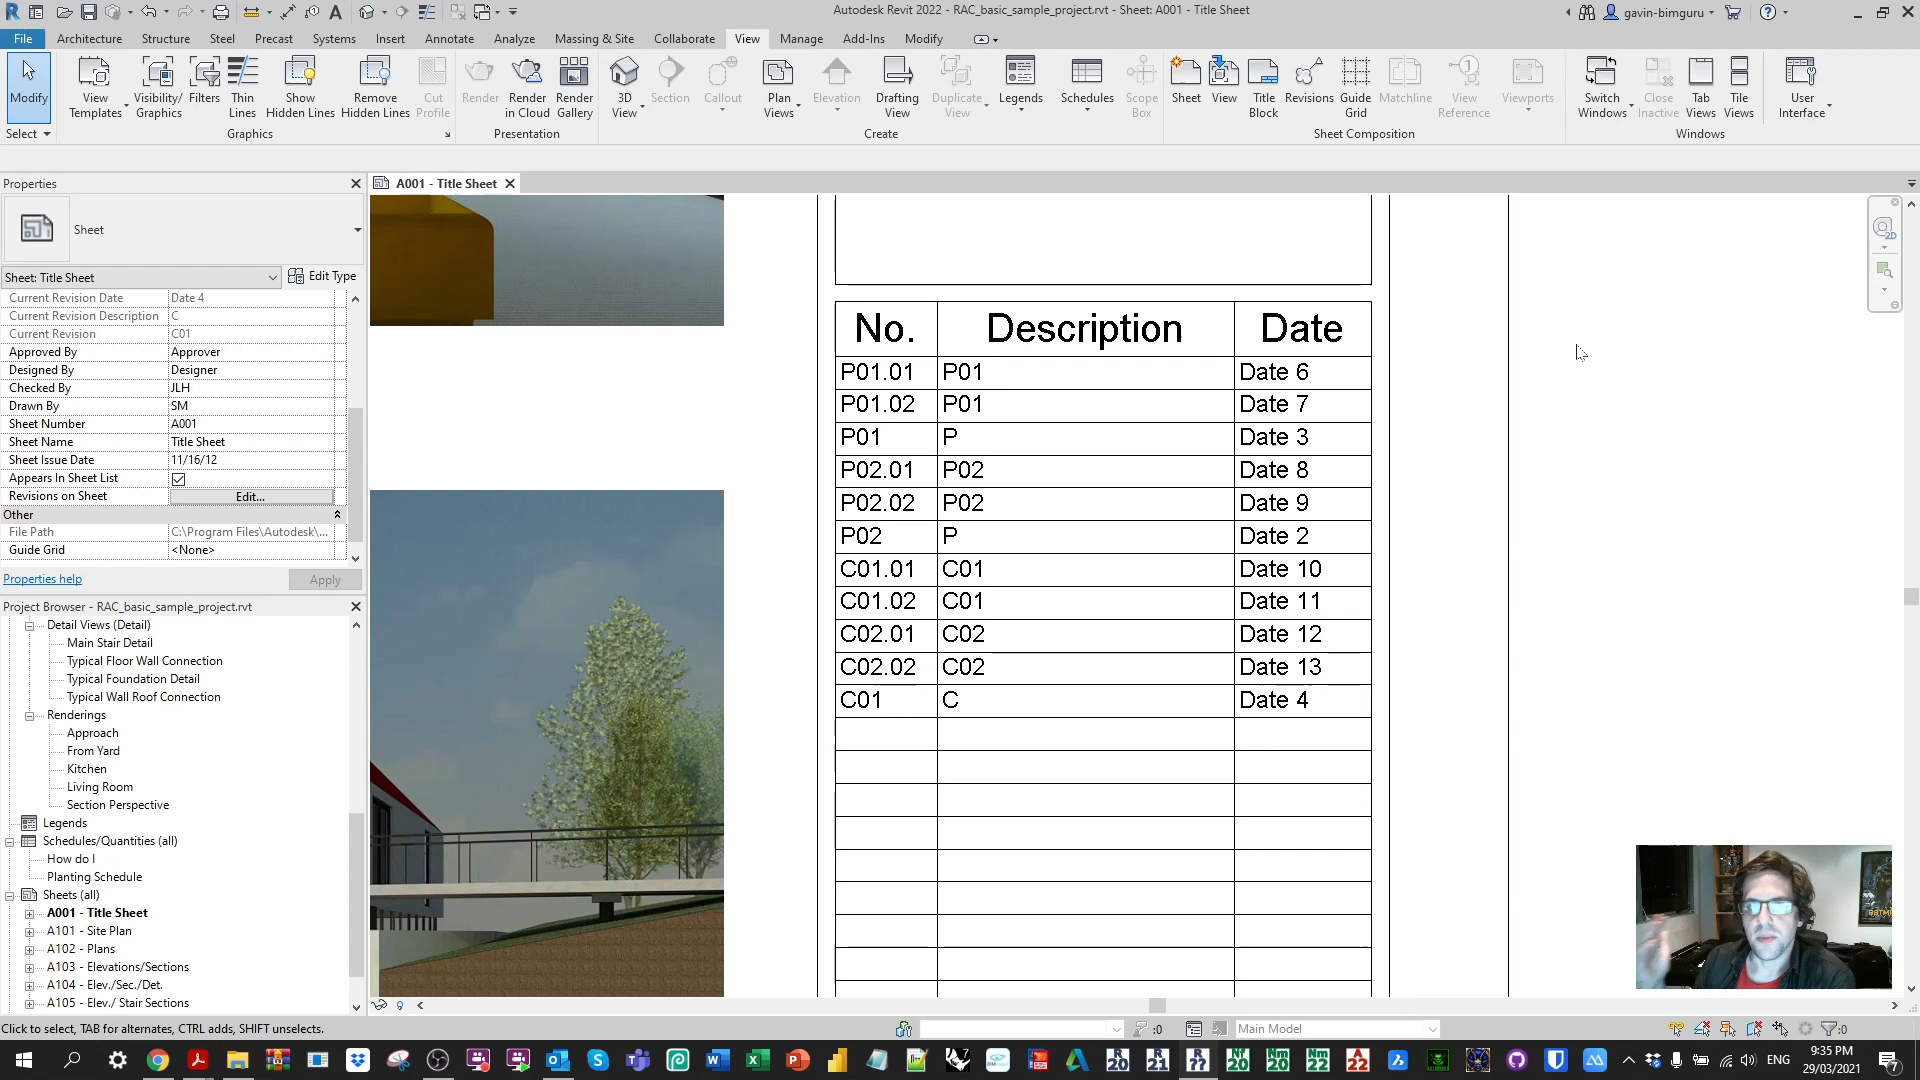 Autodesk Revit 2022 - RAC_basic_sample_project.rvt - Sheet: A001 - Title Sheet
gavin-bimguru
File Architecture Structure Steel Precast Systems Insert Annotate Analyze Massing & Site Collaborate View Manage Add-Ins Modify
Modify
View Templates
Visibility/ Graphics
Filters
Thin Lines
Show Hidden Lines
Remove Hidden Lines
Cut Profile
Render
Render in Cloud
Render Gallery
3D View
Section
Callout
Plan Views
Elevation
Drafting View
Duplicate View
Legends
Schedules
Scope Box
Sheet
View
Title Block
Revisions
Guide Grid
Matchline
View Reference
Viewports
Switch Windows
Close Inactive
Tab Views
Tile Views
User Interface
Select Graphics Presentation Create Sheet Composition Windows
Properties
A001 - Title Sheet
Sheet
Sheet: Title Sheet Edit Type
Current Revision Date Date 4
Current Revision Description C
Current Revision C01
Approved By Approver
Designed By Designer
Checked By JLH
Drawn By SM
Sheet Number A001
Sheet Name Title Sheet
Sheet Issue Date 11/16/12
Appears In Sheet List
Revisions on Sheet Edit...
Other
File Path C:\Program Files\Autodesk\...
Guide Grid <None>
Properties help Apply
Project Browser - RAC_basic_sample_project.rvt
Detail Views (Detail)
Main Stair Detail
Typical Floor Wall Connection
Typical Foundation Detail
Typical Wall Roof Connection
Renderings
Approach
From Yard
Kitchen
Living Room
Section Perspective
Legends
Schedules/Quantities (all)
How do I
Planting Schedule
Sheets (all)
A001 - Title Sheet
A101 - Site Plan
A102 - Plans
A103 - Elevations/Sections
A104 - Elev./Sec./Det.
A105 - Elev./ Stair Sections
No. Description Date
P01.01 P01 Date 6
P01.02 P01 Date 7
P01 P Date 3
P02.01 P02 Date 8
P02.02 P02 Date 9
P02 P Date 2
C01.01 C01 Date 10
C01.02 C01 Date 11
C02.01 C02 Date 12
C02.02 C02 Date 13
C01 C Date 4
Click to select, TAB for alternates, CTRL adds, SHIFT unselects.
:0
Main Model
:0
ENG
9:35 PM
29/03/2021